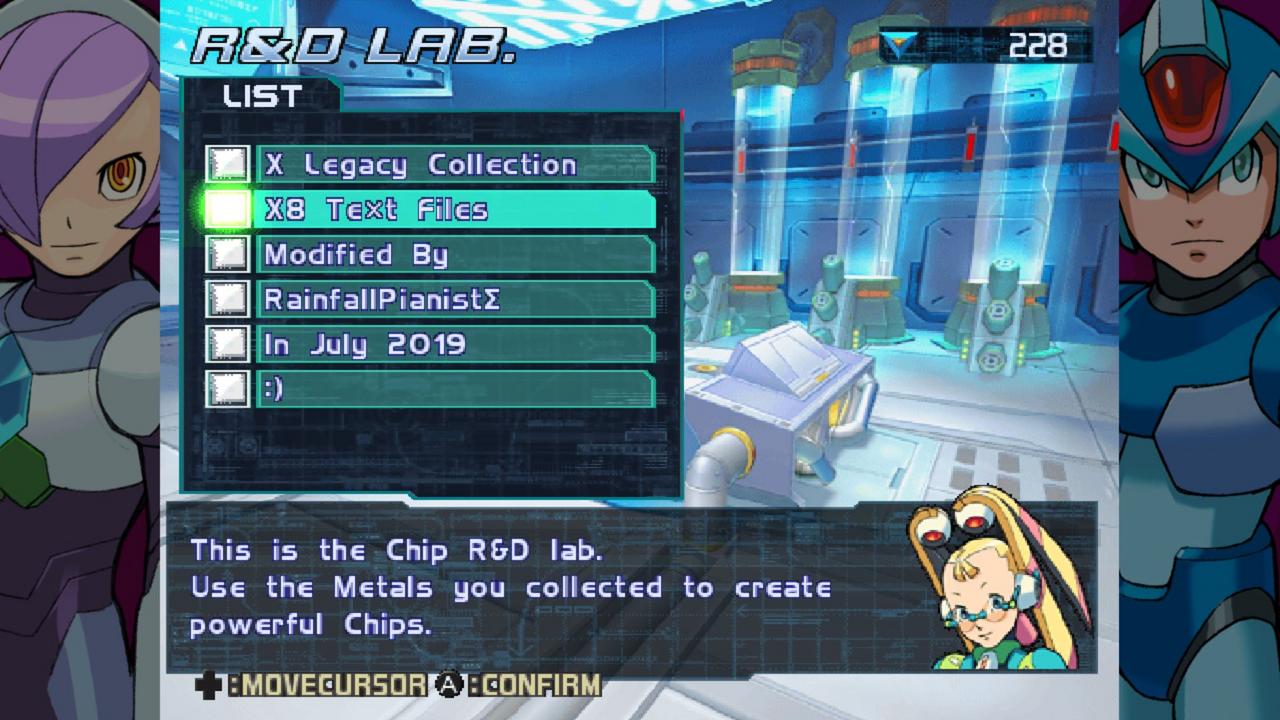 R&D LAB.
228
LIST
X Legacy Collection
X8 Text Files
Modified By
RainfallPianistΣ
In July 2019
:)
This is the Chip R&D lab.
Use the Metals you collected to create
powerful Chips.
:MOVECURSOR A:CONFIRM